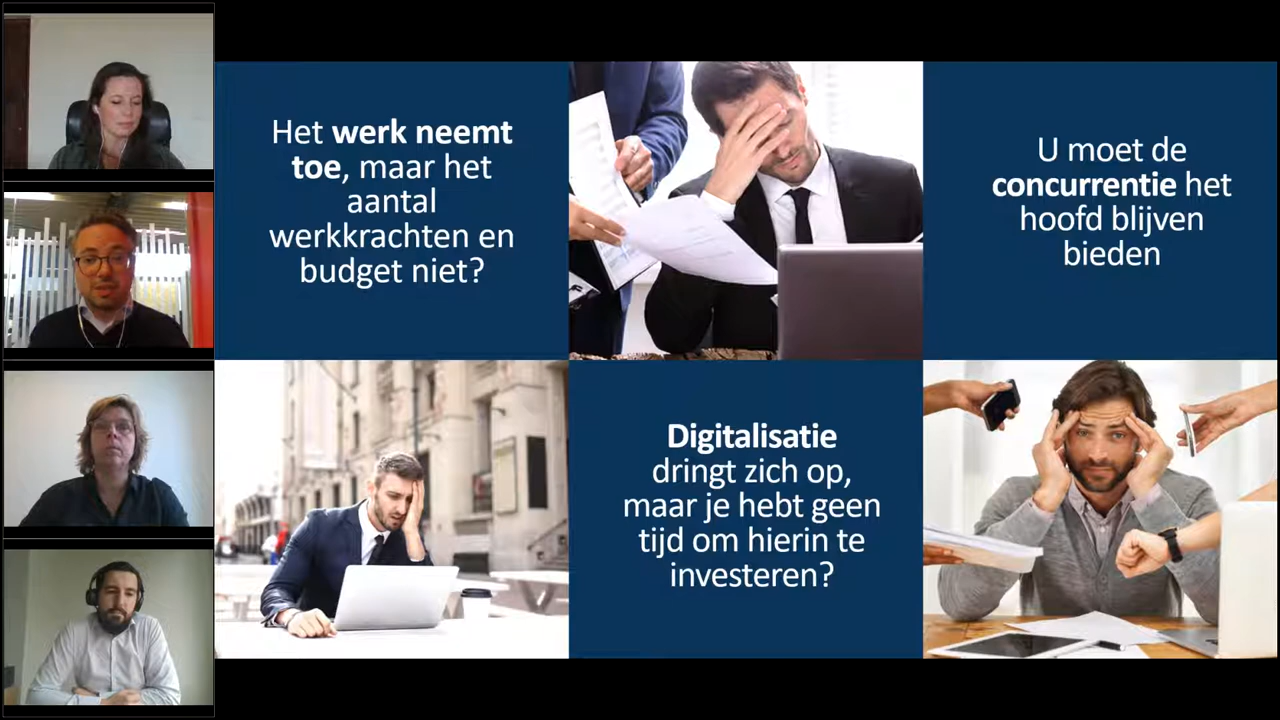 Het werk neemt
toe, maar het
aantal
werkkrachten en
budget niet?
U moet de
concurrentie het
hoofd blijven
bieden
Digitalisatie
dringt zich op,
maar je hebt geen
tijd om hierin te
investeren?